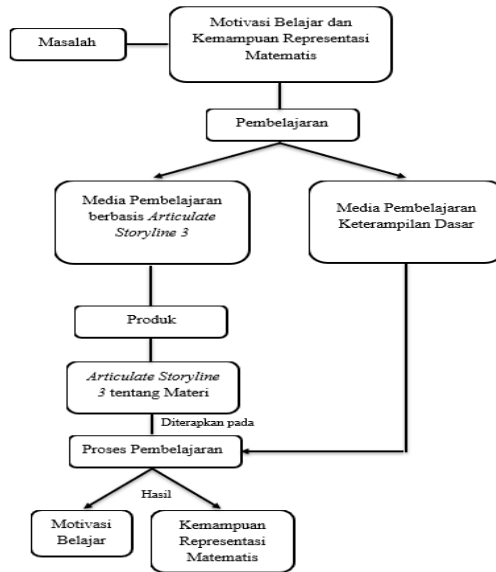 Motivasi Belajar dan
Kemampuan Representasi
Matematis
Masalah
Pembelajaran
Media Pembelajaran
berbasis Articulate
Storyline 3
Media Pembelajaran
Keterampilan Dasar
Produk
Articulate Storyline
3 tentang Materi
Diterapkan pada
Proses Pembelajaran
Hasil
Motivasi
Belajar
Kemampuan
Representasi
Matematis